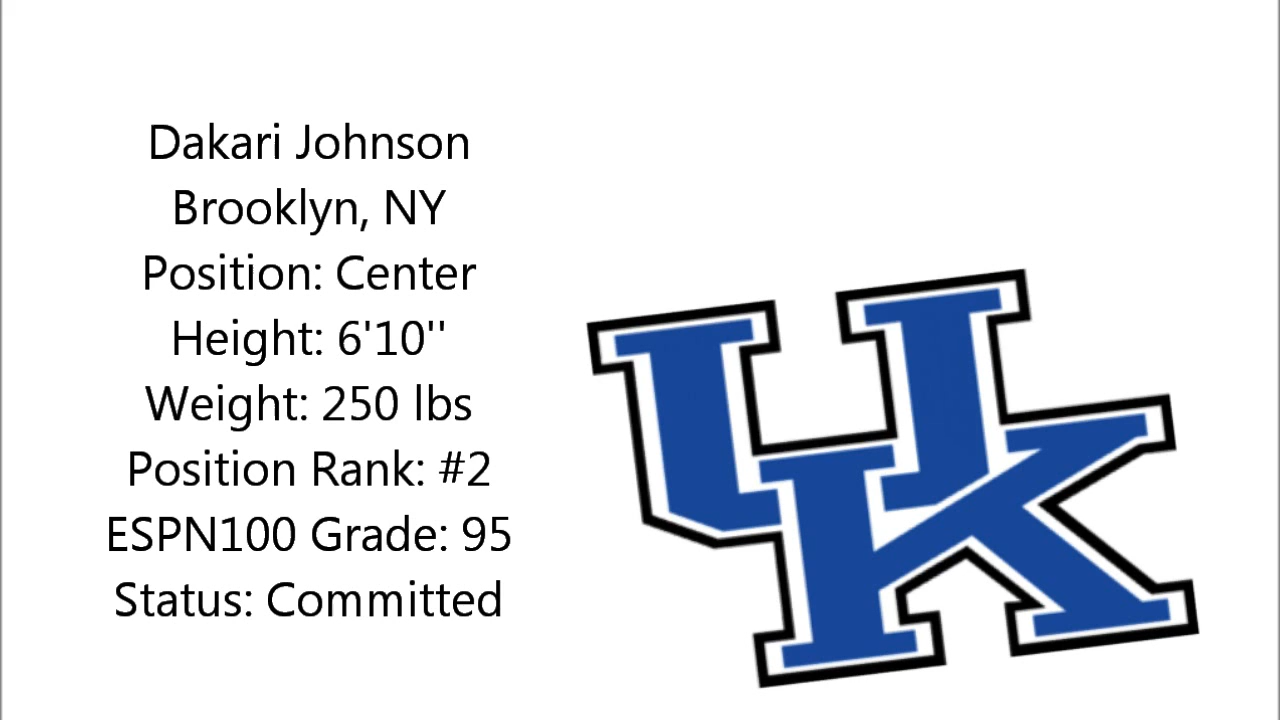 Dakari Johnson
Brooklyn, NY
Position: Center
Height: 6'10''
Weight: 250 lbs
Position Rank: #2
ESPN100 Grade: 95
Status: Committed
UK